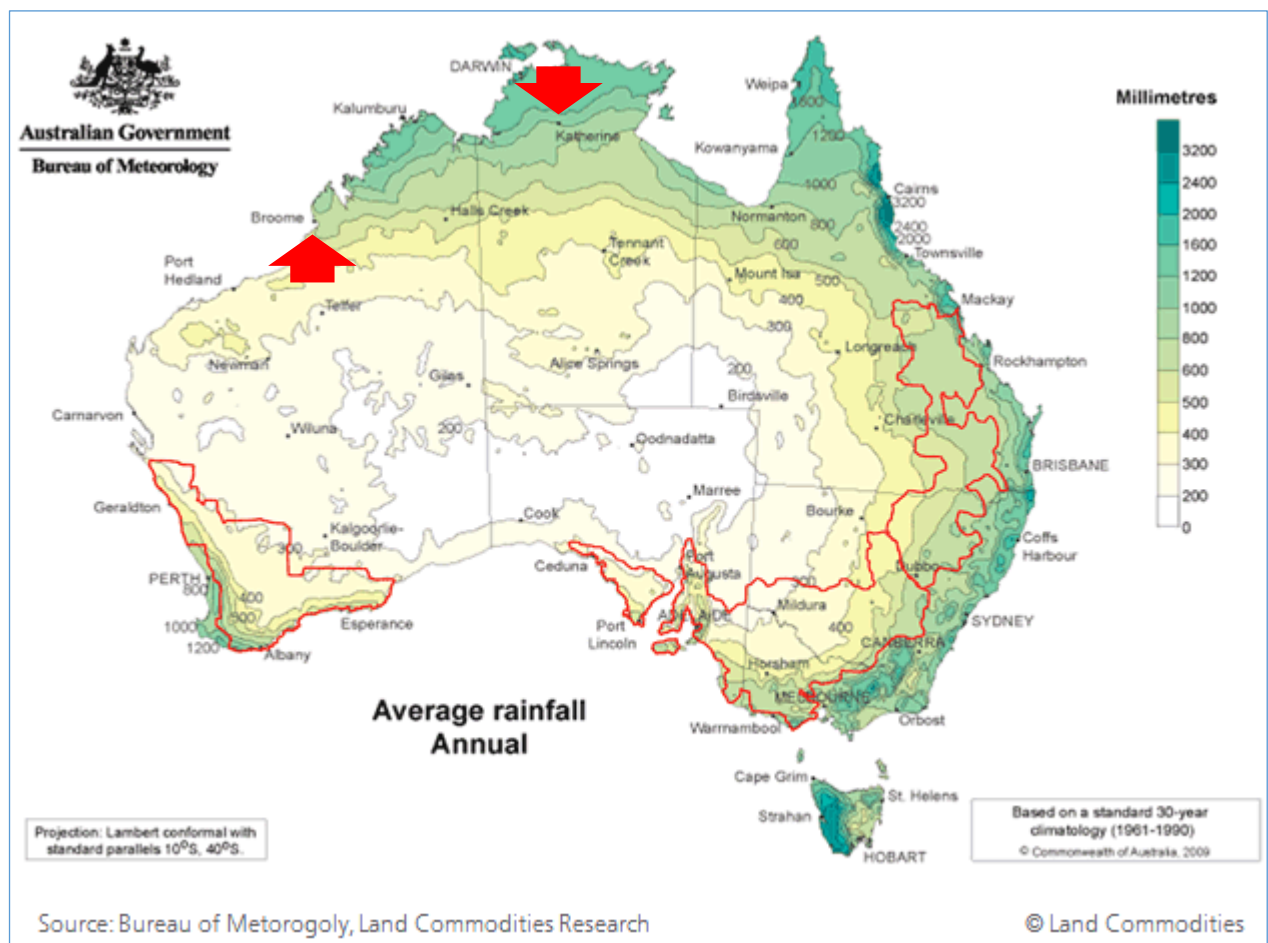 Australian Government
Bureau of Meteorology
DARWIN
Kalumburu
Katherine
Weipa
1600
1200
Kowanyama
1000
Cairns
3200
Broome
Halls Creek
Normanton
800
2400
2000
600
Townsville
Port
Hedland
Tennant
Creek
Mount Isa
500
400
Mackay
Telfer
300
Longreach
Newman
Alice Springs
Rockhampton
Giles
200
Birdsville
Carnarvon
Wiluna
200
Oodnadatta
Charleville
BRISBANE
Marree
Geraldton
Cook
Bourke
Kalgoorlie-
Boulder
300
Coffs
Harbour
Ceduna
Port
Augusta
Dubbo
PERTH
800
400
300
Mildura
500
Esperance
ADELAIDE
SYDNEY
1000
Port
Lincoln
400
CANBERRA
1200
Albany
Horsham
MELBOURNE
Warrnambool
Orbost
Cape Grim
St. Helens
Strahan
HOBART
Millimetres
3200
2400
2000
1600
1200
1000
800
600
500
400
300
200
0
Average rainfall
Annual
Projection: Lambert conformal with
standard parallels 10°S, 40°S.
Based on a standard 30-year
climatology (1961-1990)
© Commonwealth of Australia, 2009
Source: Bureau of Metorogoly, Land Commodities Research
© Land Commodities